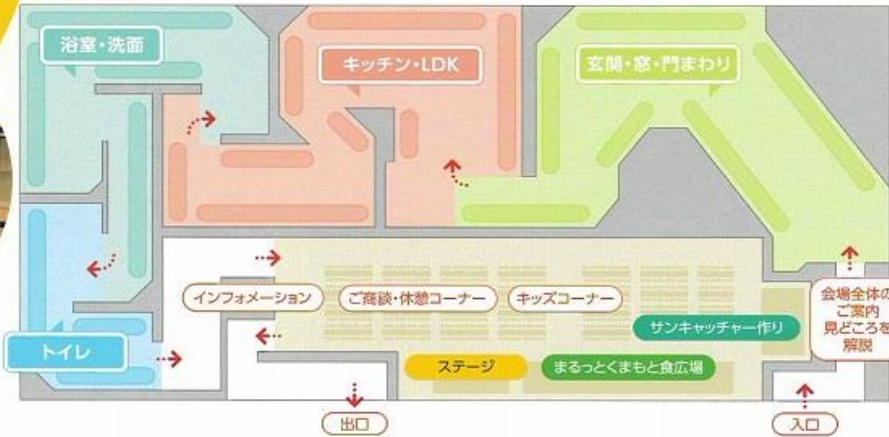 浴室・洗面
キッチン・LDK
玄関・窓・門まわり
インフォメーション
ご商談・休憩コーナー
キッズコーナー
サンキャッチャー作り
会場全体の
ご案内
見どころを
解説
トイレ
ステージ
まるっとくまもと食広場
出口
入口